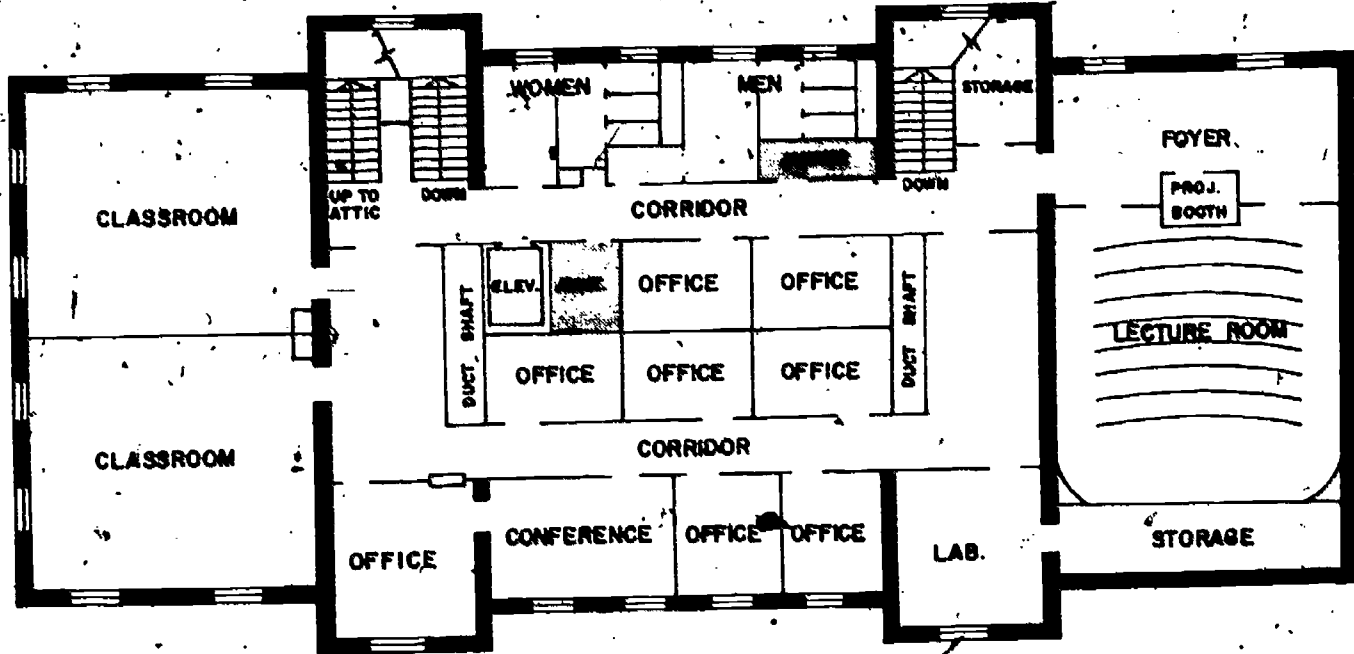 WOMEN
MEN
STORAGE
FOYER
UP TO
ATTIC
DOWN
DOWN
PROJ.
BOOTH
CLASSROOM
CORRIDOR
DUCT SHAFT
ELEV.
OFFICE
OFFICE
DUCT SHAFT
LECTURE ROOM
OFFICE
OFFICE
OFFICE
CLASSROOM
CORRIDOR
OFFICE
CONFERENCE
OFFICE
OFFICE
LAB.
STORAGE